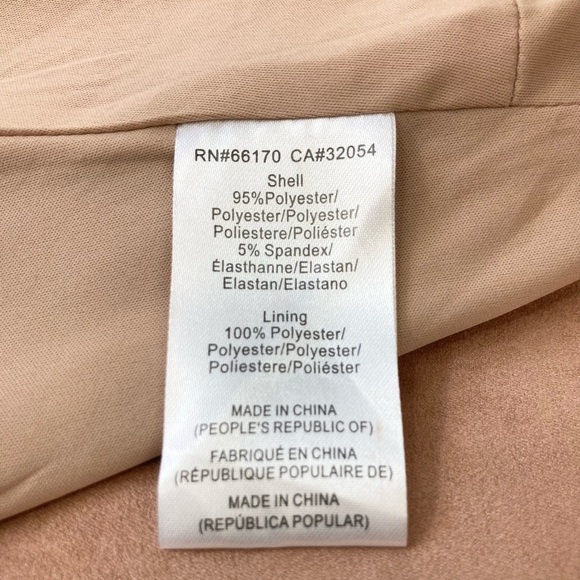 RN#66170 CA#32054
Shell
95%Polyester/
Polyester/Polyester/
Poliestere/Poliéster
5% Spandex/
Élasthanne/Elastan/
Elastan/Elastano
Lining
100% Polyester/
Polyester/Polyester/
Poliestere/Poliéster
MADE IN CHINA
(PEOPLE'S REPUBLIC OF)
FABRIQUÉ EN CHINA
(RÉPUBLIQUE POPULAIRE DE)
MADE IN CHINA
(REPÚBLICA POPULAR)